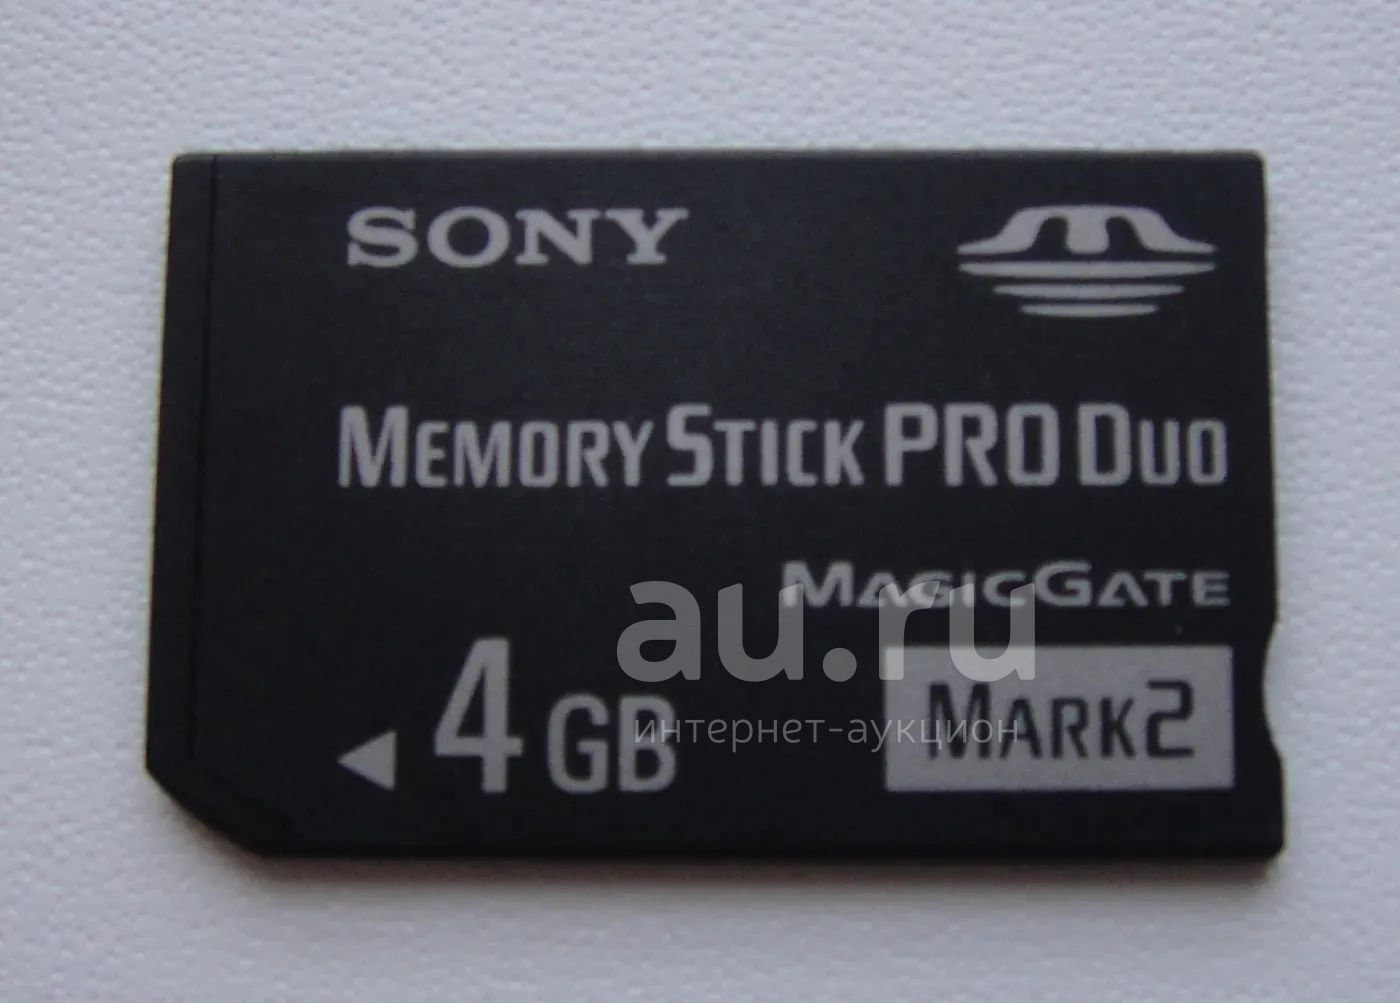 SONY
MEMORY STICK PRO DUO
MAGICGATE
au.ru
4 GB
MARK2
интернет-аукцион